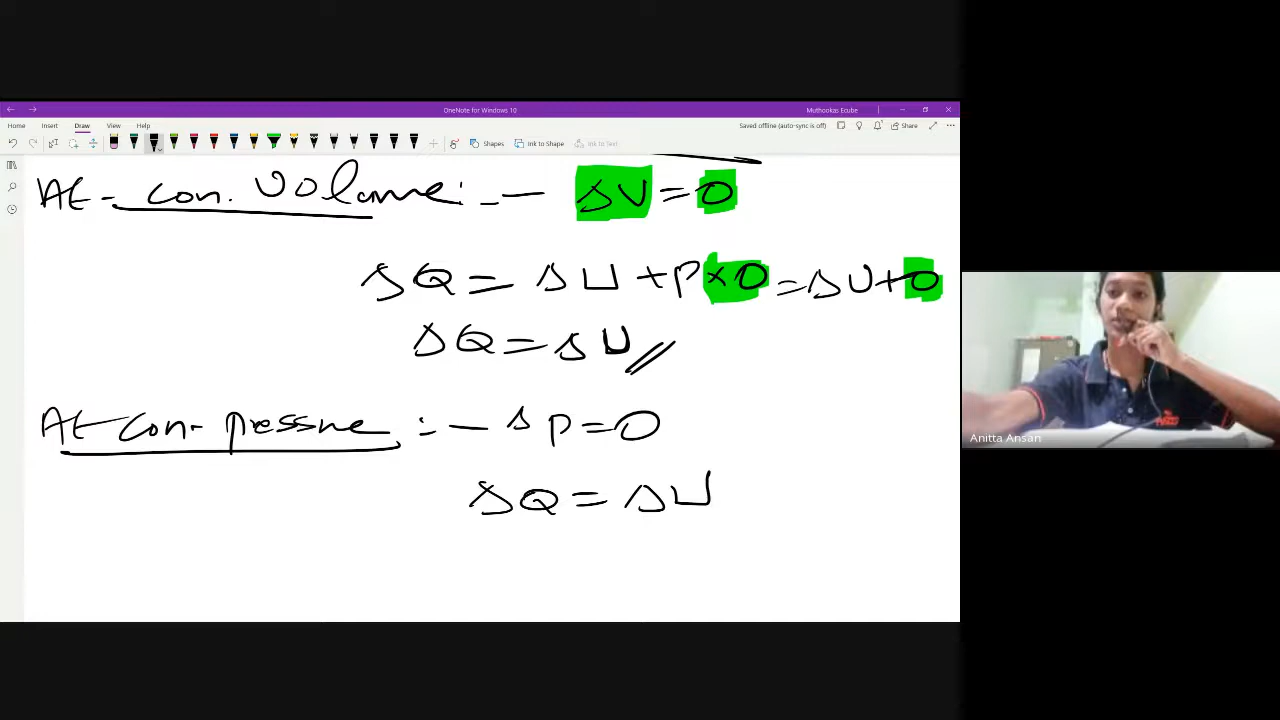 OneNote for Windows 10
Muthookas Ecube
Home Insert Draw View Help
Saved offline (auto-sync is off) Share
Shapes Ink to Shape Ink to Text
At - con. Volume :- ΔV = 0
ΔQ = ΔU + P × 0 = ΔU + 0
ΔQ = ΔU //
At con- pressure :- ΔP = 0
ΔQ = ΔU
Anitta Ansari